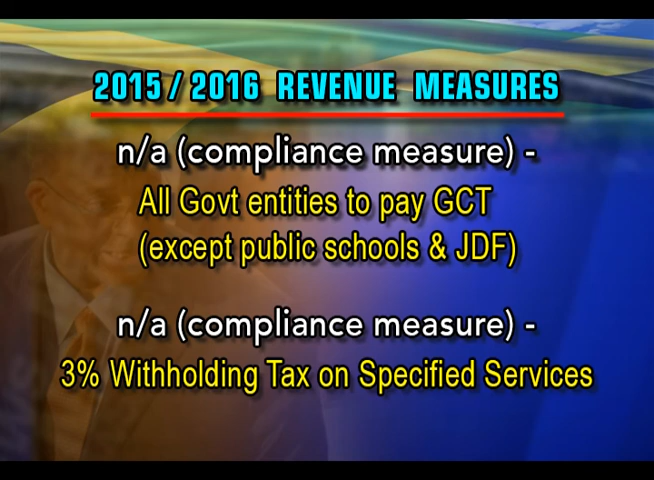 2015 / 2016 REVENUE MEASURES
n/a (compliance measure) -
All Govt entities to pay GCT
(except public schools & JDF)
n/a (compliance measure) -
3% Withholding Tax on Specified Services